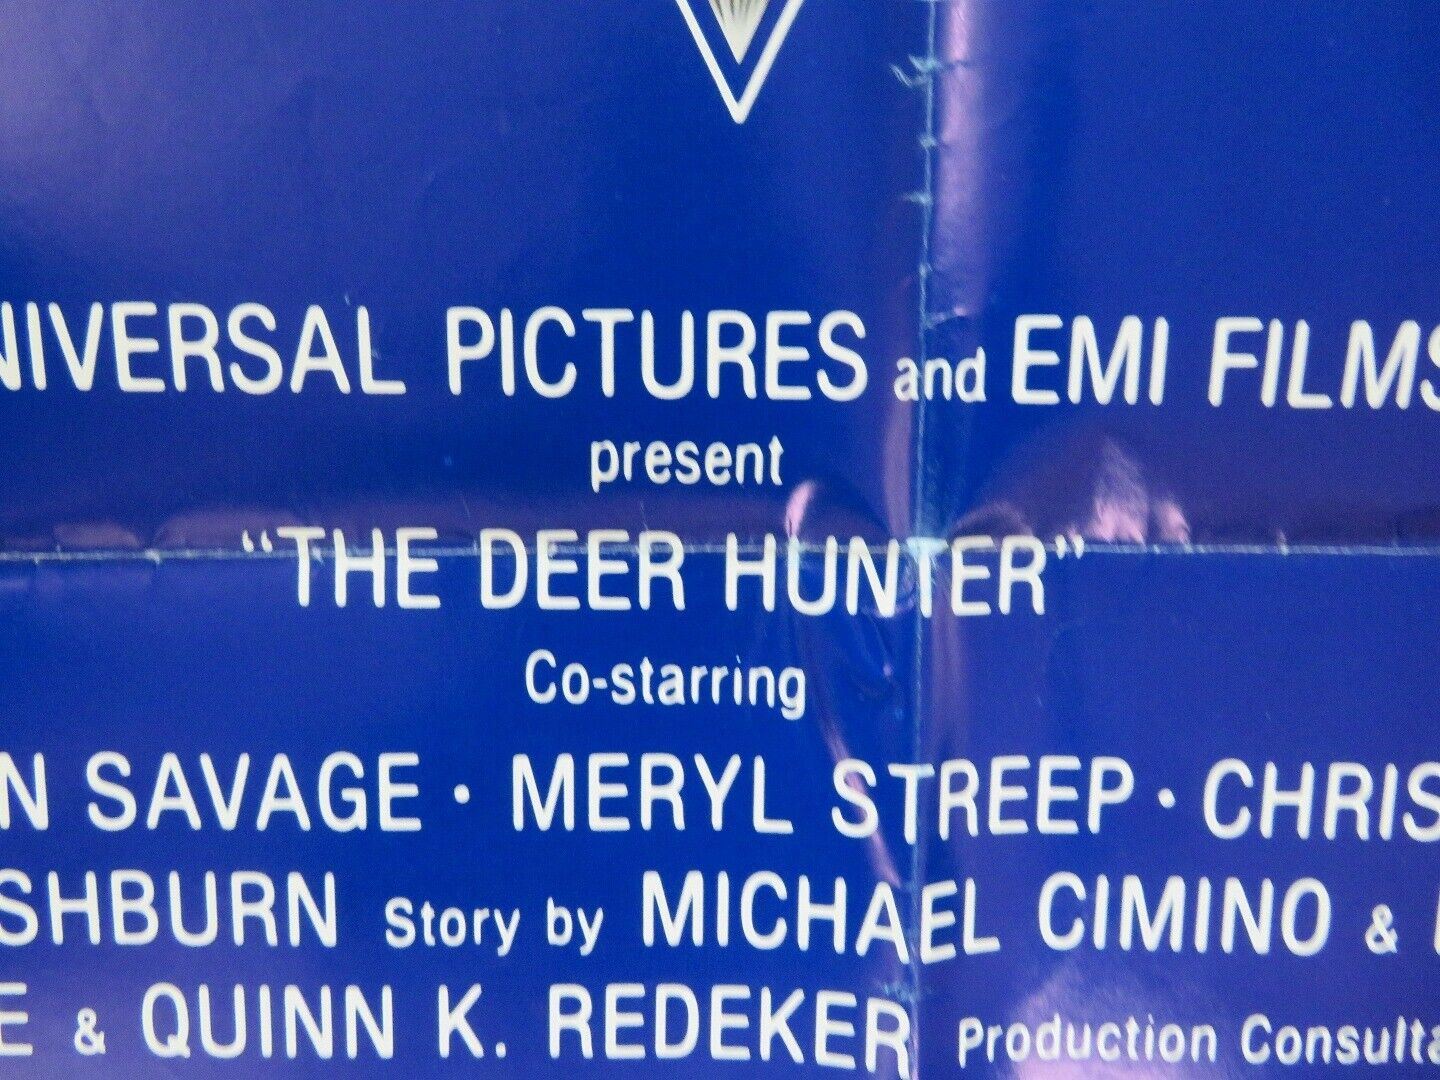 NIVERSAL PICTURES and EMI FILMS
present
“THE DEER HUNTER”
Co-starring
N SAVAGE · MERYL STREEP · CHRIS
SHBURN Story by MICHAEL CIMINO &
E & QUINN K. REDEKER Production Consulta